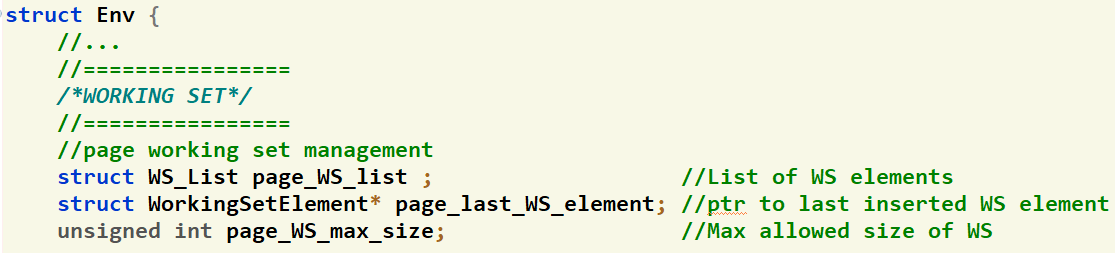 struct Env {
//...
//================
/*WORKING SET*/
//================
//page working set management
struct WS_List page_WS_list ; //List of WS elements
struct WorkingSetElement* page_last_WS_element; //ptr to last inserted WS element
unsigned int page_WS_max_size; //Max allowed size of WS